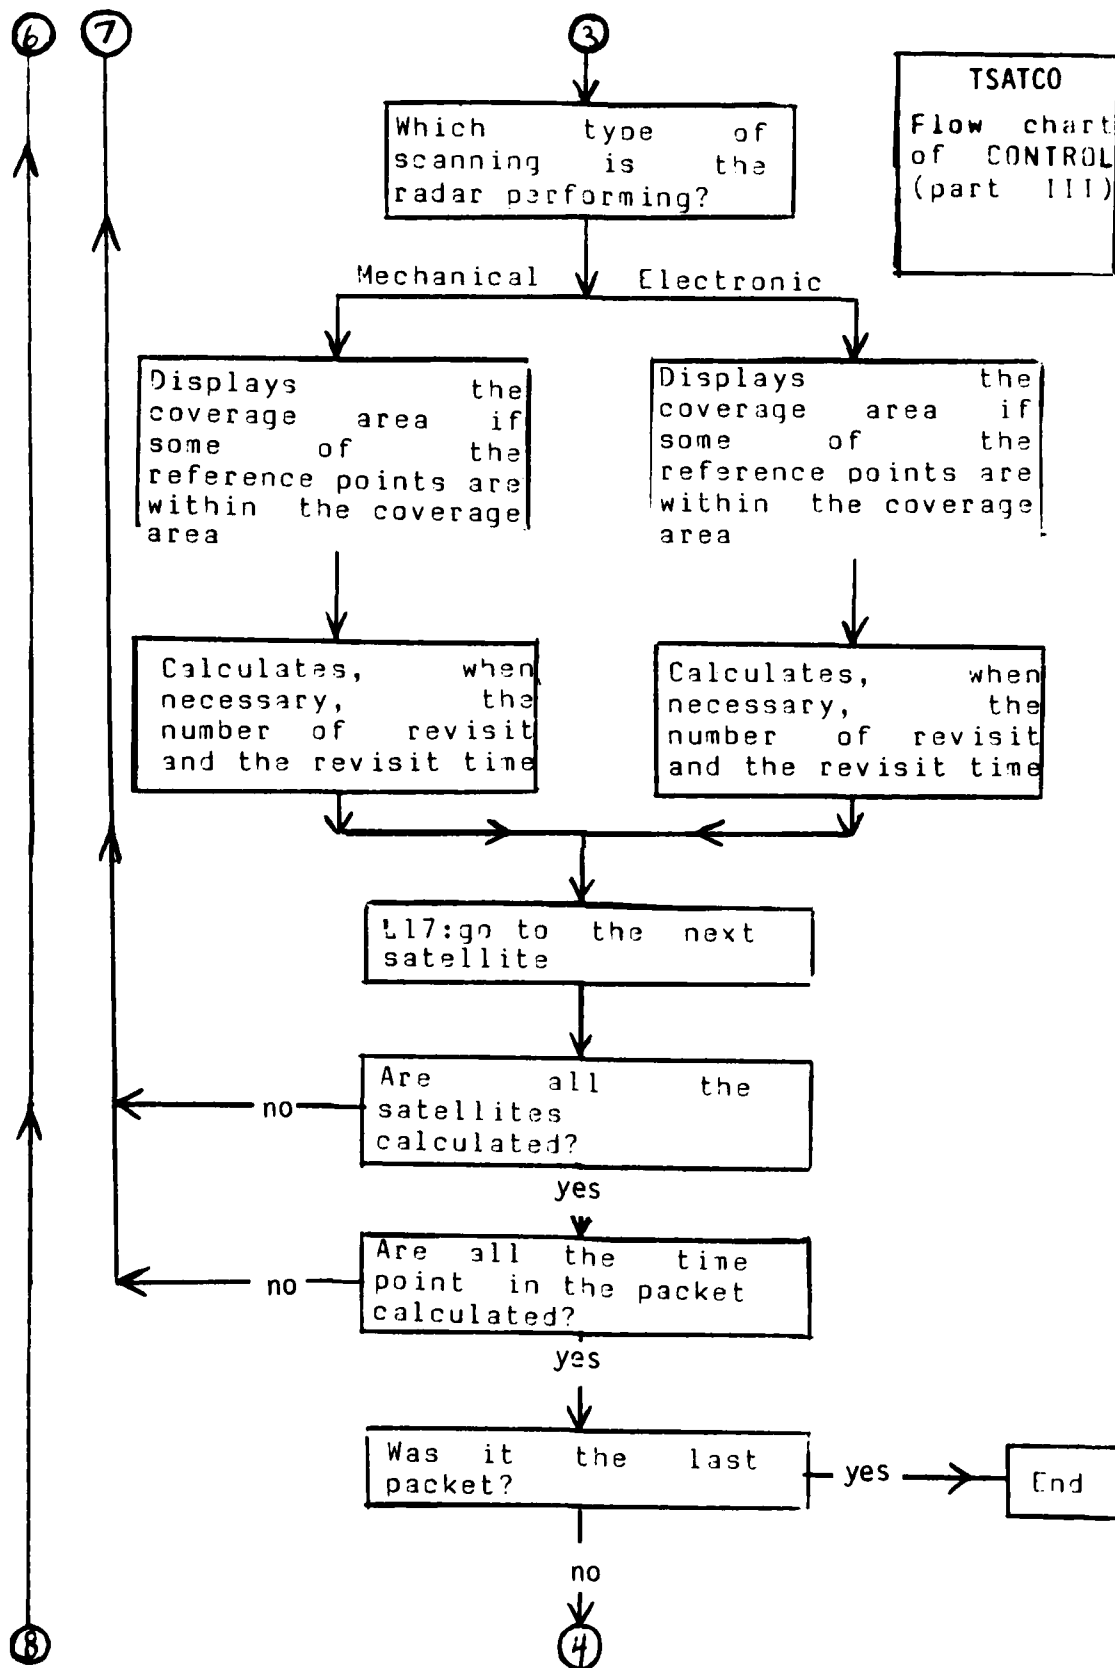 6 7 3
TSATCO
Flow chart
of CONTROL
(part III)
Which type of
scanning is the
radar performing?
Mechanical Electronic
Displays the
coverage area if
some of the
reference points are
within the coverage
area
Displays the
coverage area if
some of the
reference points are
within the coverage
area
Calculates, when
necessary, the
number of revisit
and the revisit time
Calculates, when
necessary, the
number of revisit
and the revisit time
L17:go to the next
satellite
Are all the
satellites
calculated?
no
yes
Are all the time
point in the packet
calculated?
no
yes
Was it the last
packet?
yes
End
no
8 4